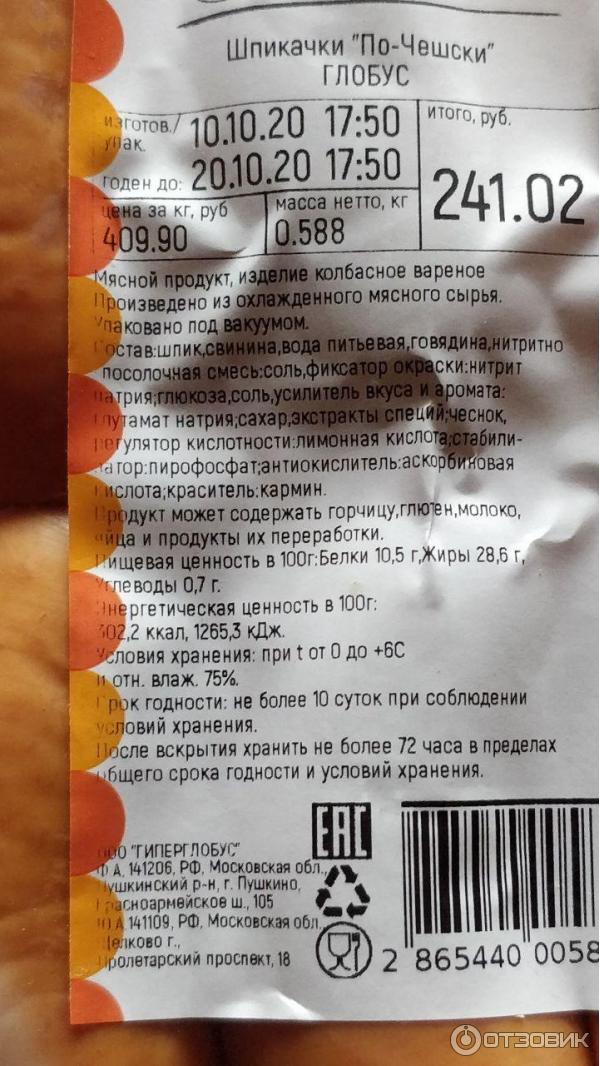 Шпикачки "По-Чешски"
ГЛОБУС
изготов./
упак.
10.10.20 17:50
итого, руб.
годен до: 20.10.20 17:50
241.02
цена за кг, руб
масса нетто, кг
409.90
0.588
Мясной продукт, изделие колбасное вареное
Произведено из охлажденного мясного сырья.
Упаковано под вакуумом.
Состав:шпик,свинина,вода питьевая,говядина,нитритно
-посолочная смесь:соль,фиксатор окраски:нитрит
натрия;глюкоза,соль,усилитель вкуса и аромата:
глутамат натрия;сахар,экстракты специй;чеснок,
регулятор кислотности:лимонная кислота;стабили-
затор:пирофосфат;антиокислитель:аскорбиновая
кислота;краситель:кармин.
Продукт может содержать горчицу,глютен,молоко,
яйца и продукты их переработки.
Пищевая ценность в 100г:Белки 10,5 г,Жиры 28,6 г,
Углеводы 0,7 г.
Энергетическая ценность в 100г:
302,2 ккал, 1265,3 кДж.
Условия хранения: при t от 0 до +6С
и отн. влаж. 75%.
Срок годности: не более 10 суток при соблюдении
условий хранения.
После вскрытия хранить не более 72 часа в пределах
общего срока годности и условий хранения.
ООО "ГИПЕРГЛОБУС"
Ф.А. 141206, РФ, Московская обл.,
Пушкинский р-н, г. Пушкино,
Красноармейское ш., 105
Ю.А. 141109, РФ, Московская обл.,
Щелково г.,
Пролетарский проспект, 18
EAC
2 865440 0058
ОТЗОВИК